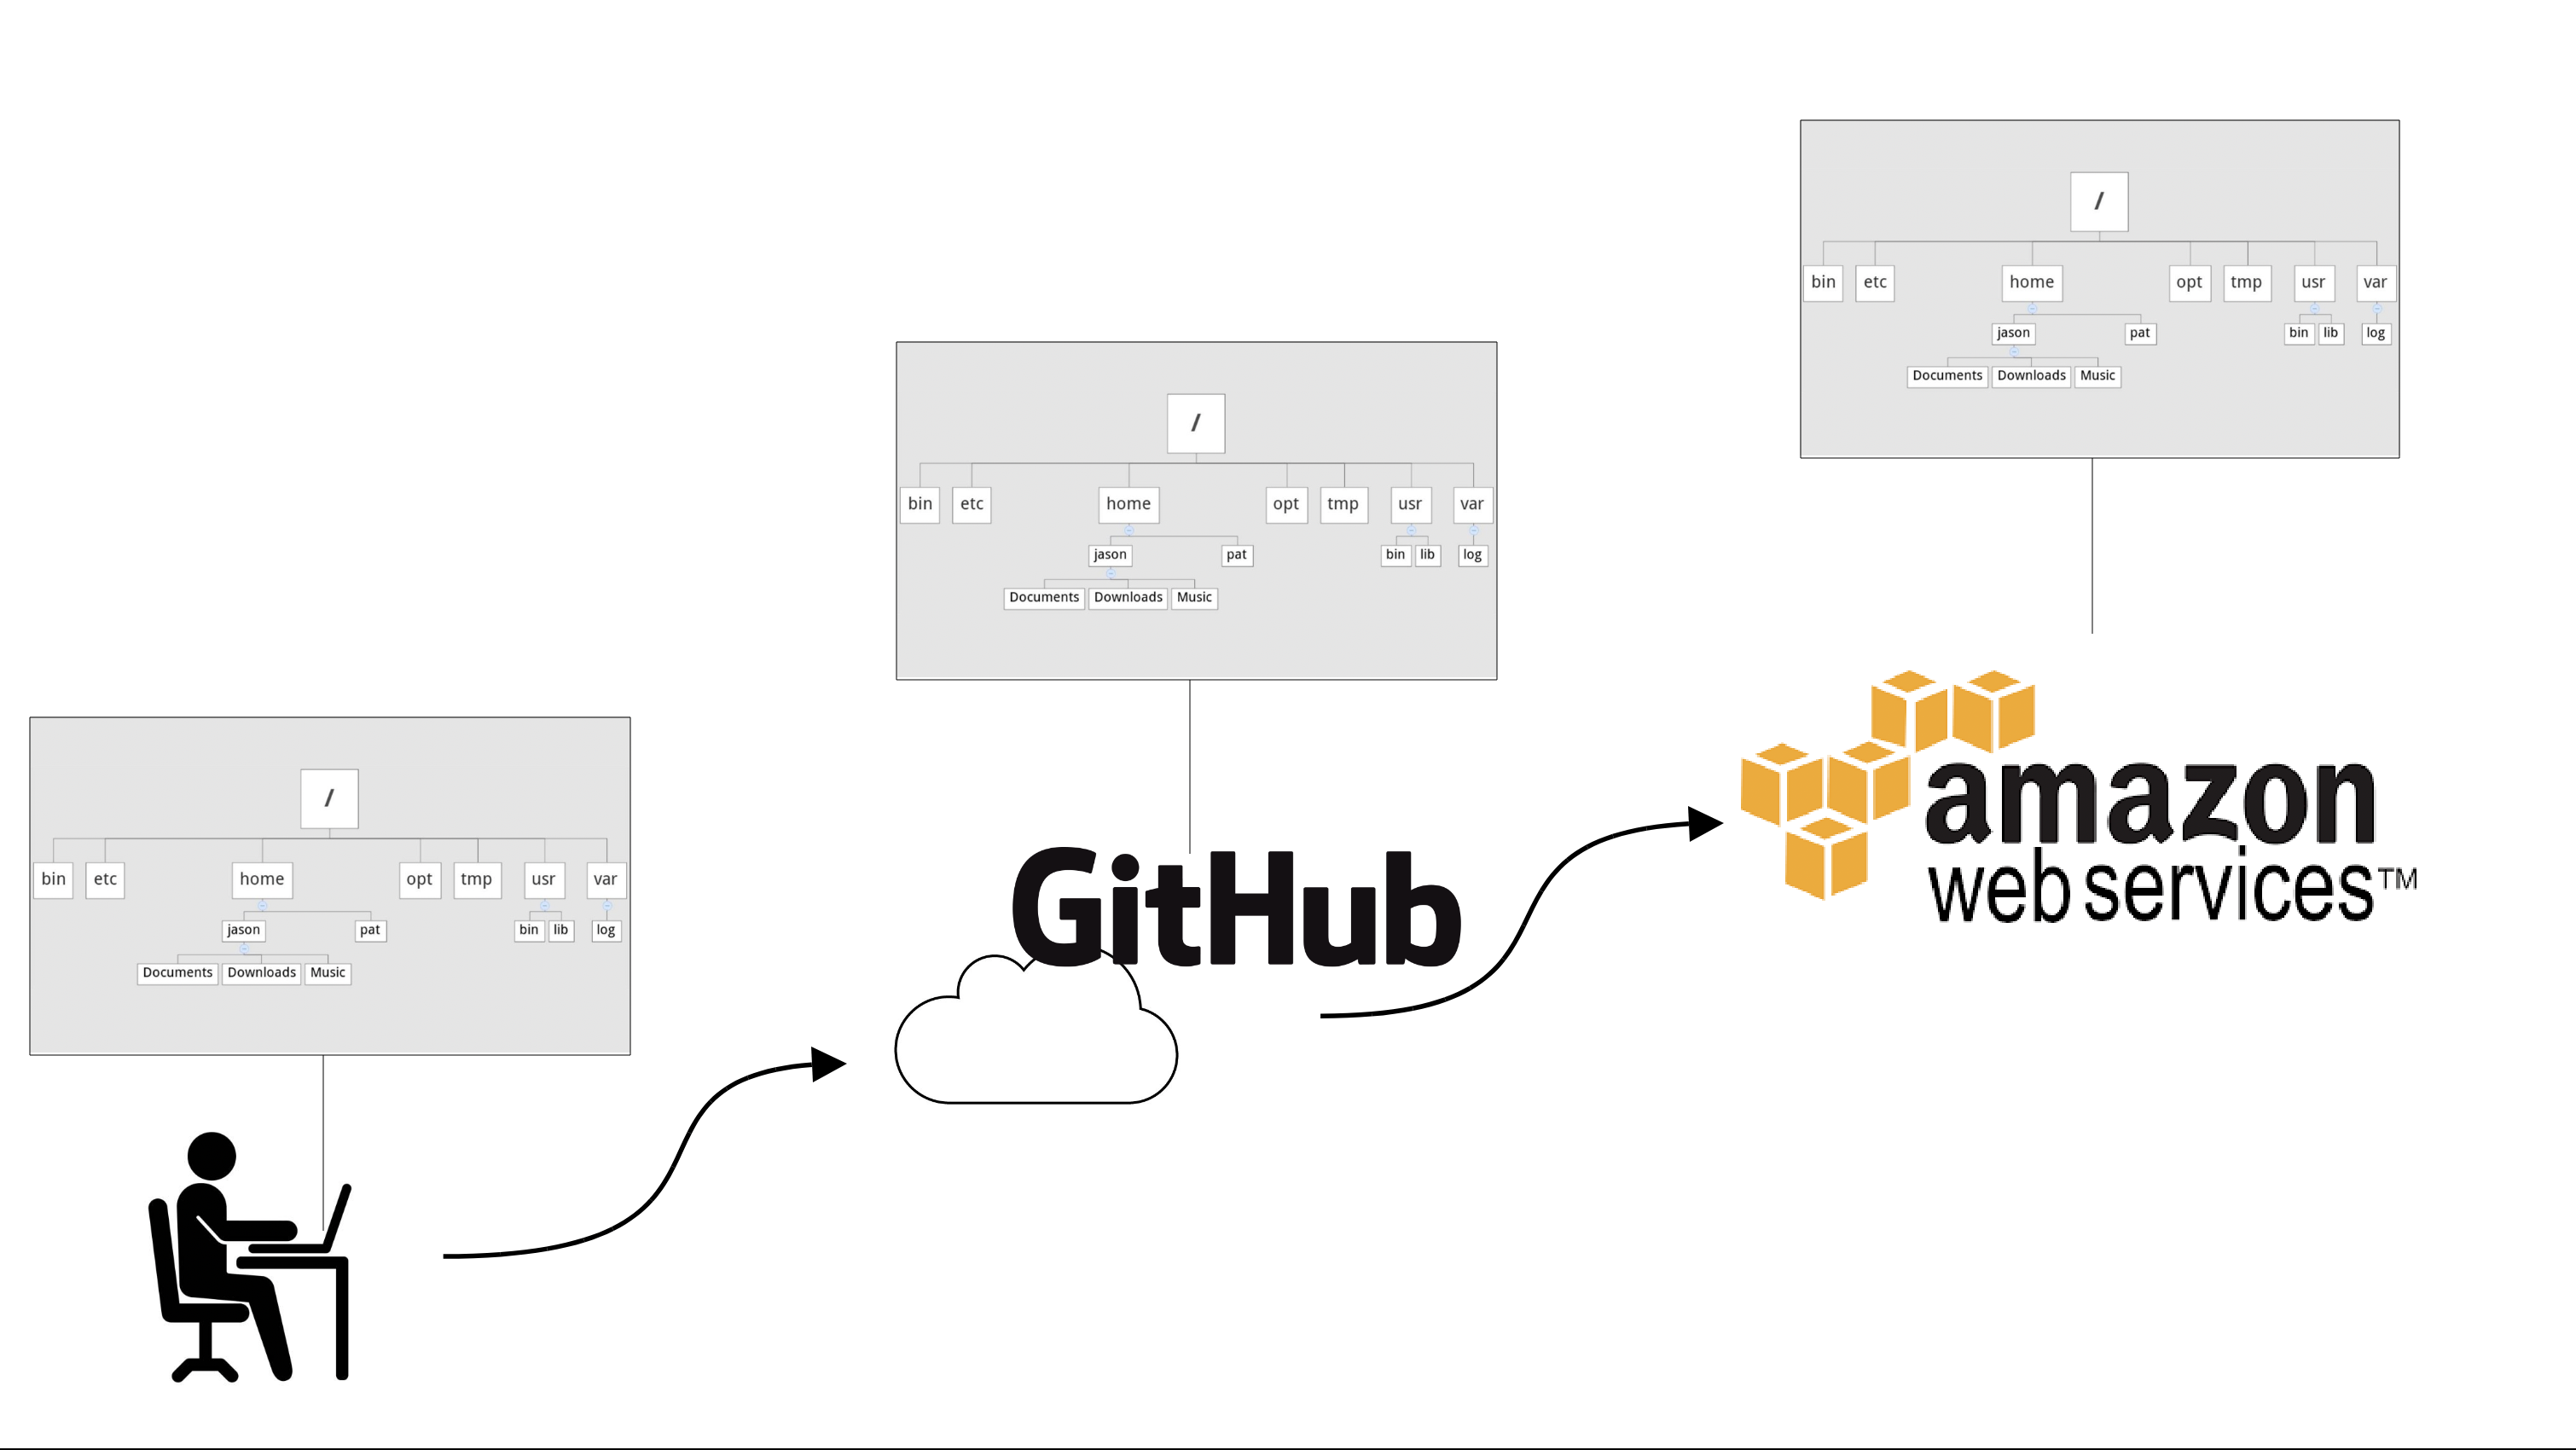 /
bin etc home opt tmp usr var
jason pat bin lib log
Documents Downloads Music
/
bin etc home opt tmp usr var
jason pat bin lib log
Documents Downloads Music
GitHub
/
bin etc home opt tmp usr var
jason pat bin lib log
Documents Downloads Music
amazon
web services™